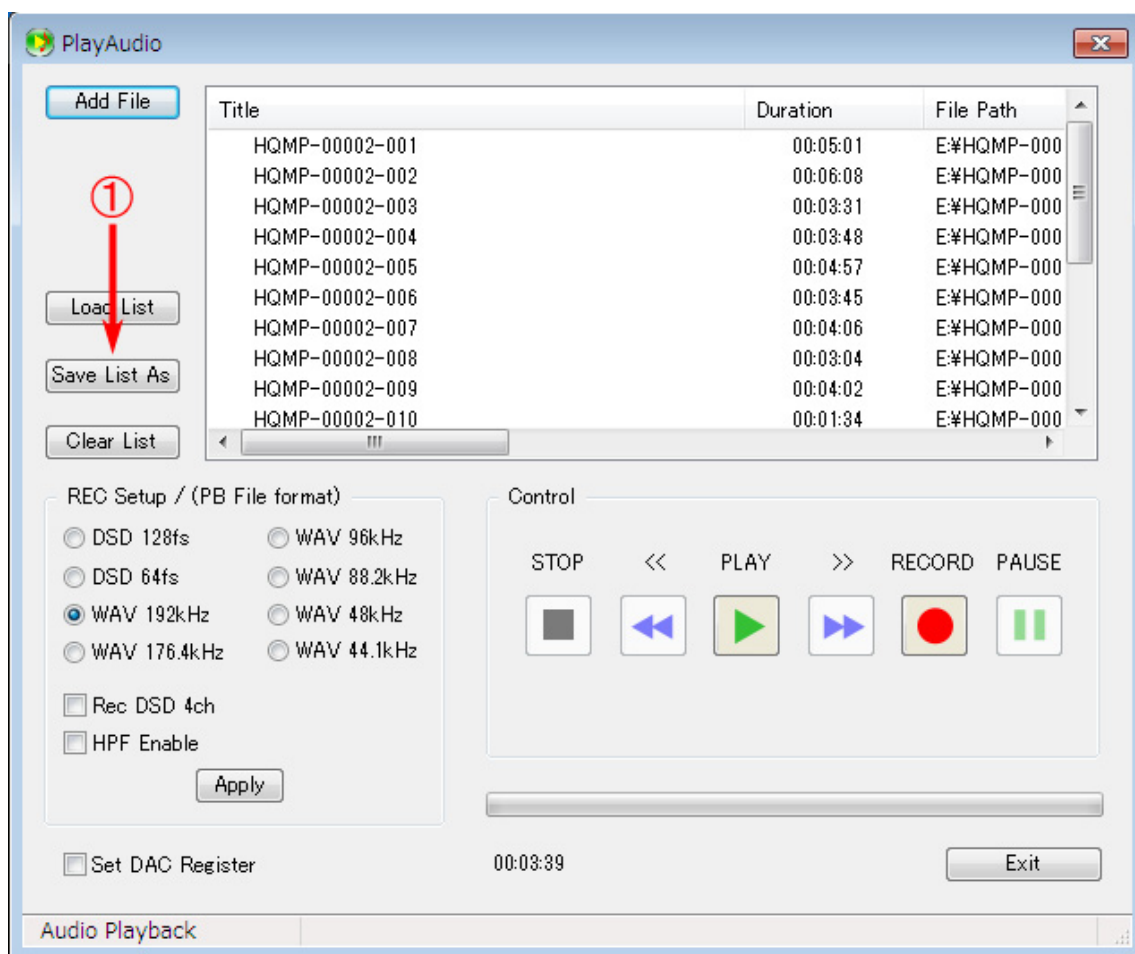 PlayAudio
Add File
Title Duration File Path
HQMP-00002-001 00:05:01 E:¥HQMP-000
HQMP-00002-002 00:06:08 E:¥HQMP-000
①
HQMP-00002-003 00:03:31 E:¥HQMP-000
HQMP-00002-004 00:03:48 E:¥HQMP-000
HQMP-00002-005 00:04:57 E:¥HQMP-000
Load List
HQMP-00002-006 00:03:45 E:¥HQMP-000
HQMP-00002-007 00:04:06 E:¥HQMP-000
HQMP-00002-008 00:03:04 E:¥HQMP-000
Save List As
HQMP-00002-009 00:04:02 E:¥HQMP-000
HQMP-00002-010 00:01:34 E:¥HQMP-000
Clear List
REC Setup / (PB File format)
DSD 128fs WAV 96kHz
DSD 64fs WAV 88.2kHz
WAV 192kHz WAV 48kHz
WAV 176.4kHz WAV 44.1kHz
Rec DSD 4ch
HPF Enable
Apply
Control
STOP << PLAY >> RECORD PAUSE
Set DAC Register
00:03:39
Exit
Audio Playback